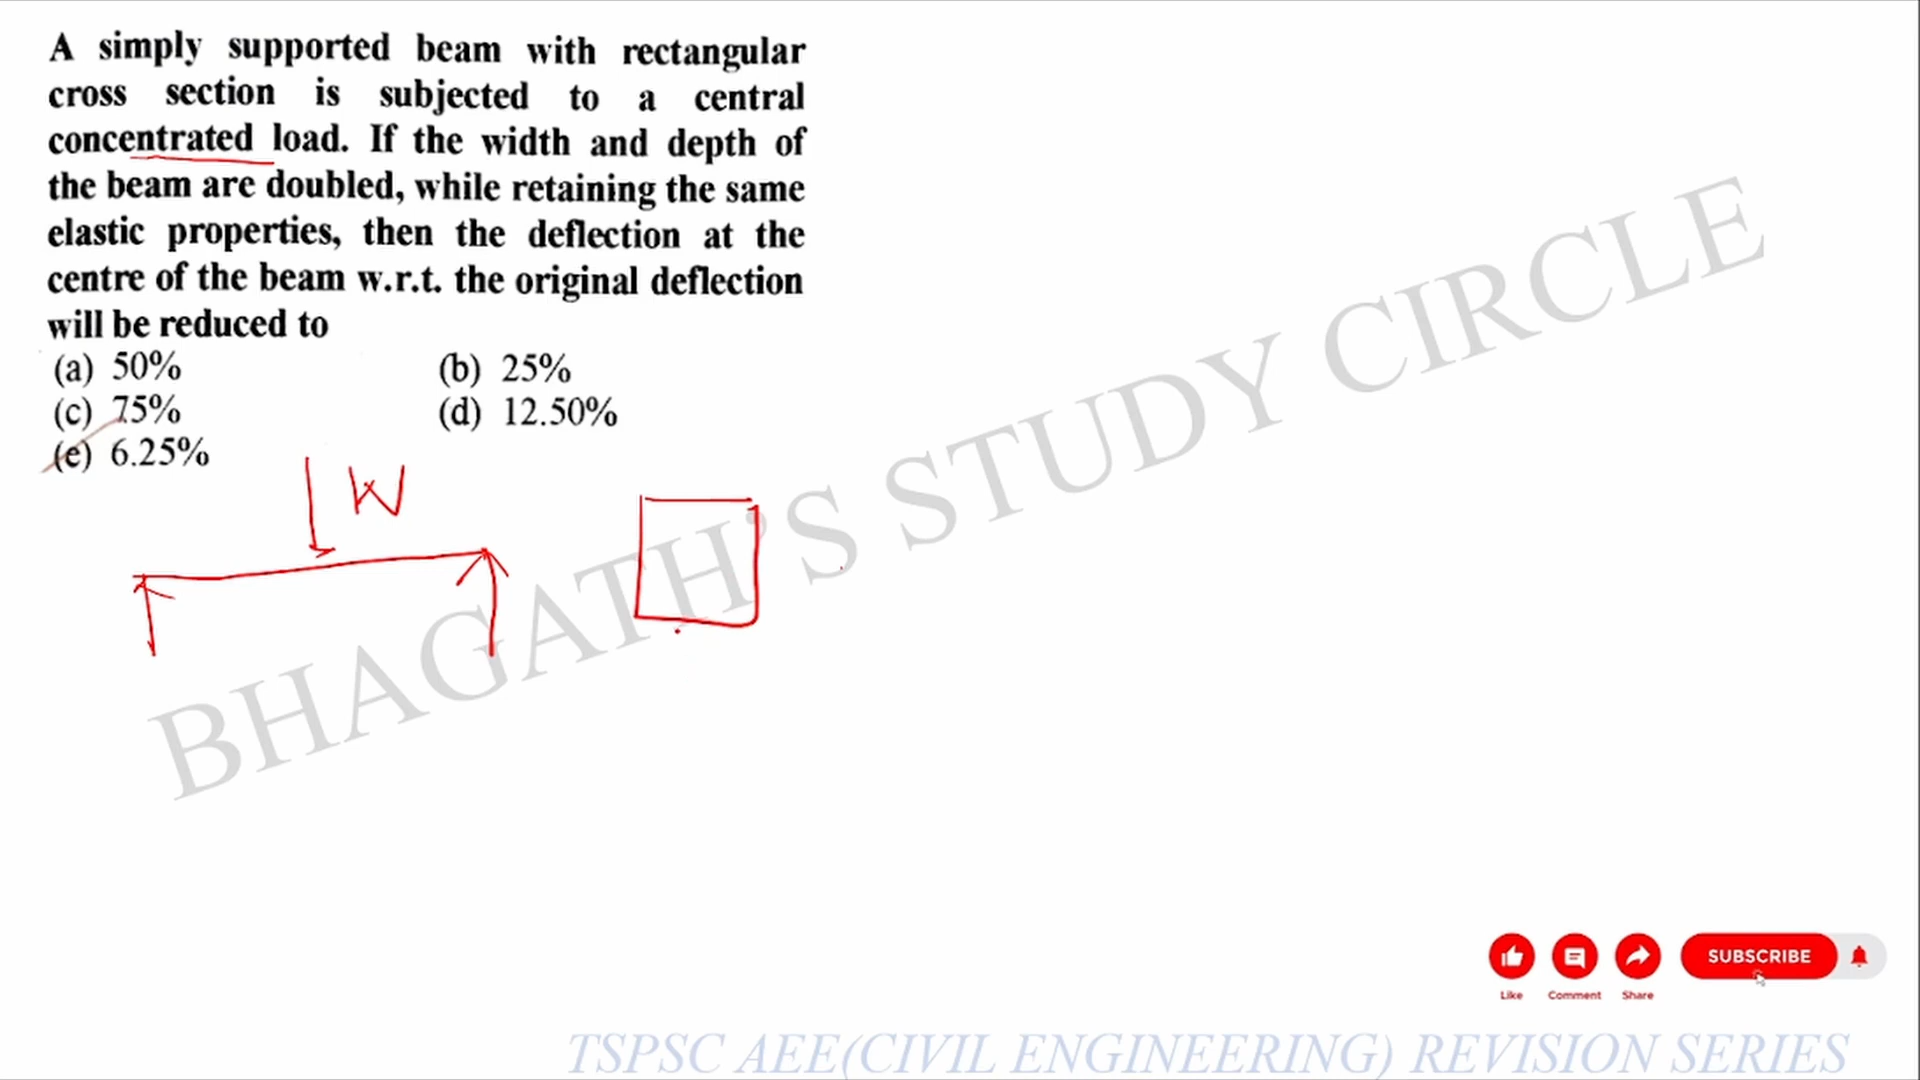 A simply supported beam with rectangular
cross section is subjected to a central
concentrated load. If the width and depth of
the beam are doubled, while retaining the same
elastic properties, then the deflection at the
centre of the beam w.r.t. the original deflection
will be reduced to
(a) 50% (b) 25%
(c) 75% (d) 12.50%
(e) 6.25%
W
BHAGATH'S STUDY CIRCLE
SUBSCRIBE
Like Comment Share
TSPSC AEE(CIVIL ENGINEERING) REVISION SERIES